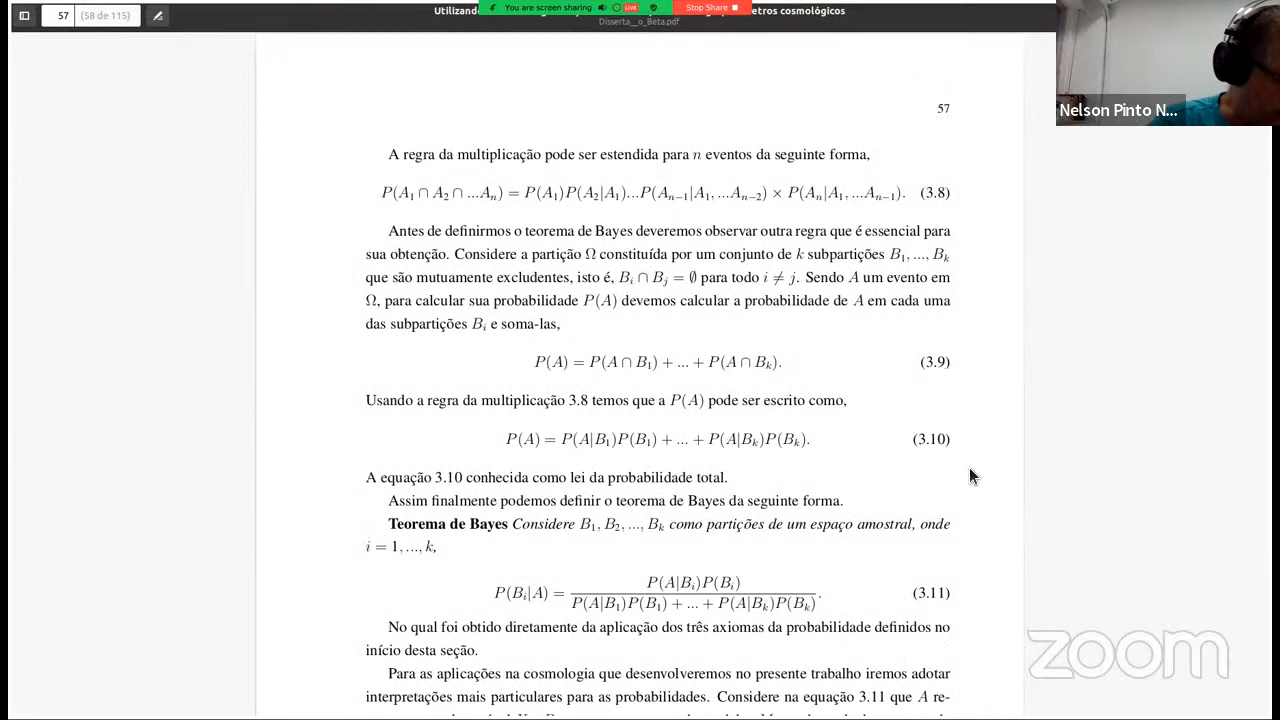 57 (58 de 115)
You are screen sharing LIVE Stop Share
Utilizand etros cosmológicos
Disserta__o_Beta.pdf
Nelson Pinto N...
57
A regra da multiplicação pode ser estendida para n eventos da seguinte forma,
P(A₁ ∩ A₂ ∩ ...Aₙ) = P(A₁)P(A₂|A₁)...P(Aₙ₋₁|A₁, ...Aₙ₋₂) × P(Aₙ|A₁, ...Aₙ₋₁). (3.8)
Antes de definirmos o teorema de Bayes deveremos observar outra regra que é essencial para
sua obtenção. Considere a partição Ω constituída por um conjunto de k subpartições B₁, ..., Bₖ
que são mutuamente excludentes, isto é, Bᵢ ∩ Bⱼ = ∅ para todo i ≠ j. Sendo A um evento em
Ω, para calcular sua probabilidade P(A) devemos calcular a probabilidade de A em cada uma
das subpartições Bᵢ e soma-las,
P(A) = P(A ∩ B₁) + ... + P(A ∩ Bₖ). (3.9)
Usando a regra da multiplicação 3.8 temos que a P(A) pode ser escrito como,
P(A) = P(A|B₁)P(B₁) + ... + P(A|Bₖ)P(Bₖ). (3.10)
A equação 3.10 conhecida como lei da probabilidade total.
Assim finalmente podemos definir o teorema de Bayes da seguinte forma.
Teorema de Bayes Considere B₁, B₂, ..., Bₖ como partições de um espaço amostral, onde
i = 1, ..., k,
P(A|Bᵢ)P(Bᵢ)
P(Bᵢ|A) = . (3.11)
P(A|B₁)P(B₁) + ... + P(A|Bₖ)P(Bₖ)
No qual foi obtido diretamente da aplicação dos três axiomas da probabilidade definidos no
início desta seção.
zoom
Para as aplicações na cosmologia que desenvolveremos no presente trabalho iremos adotar
interpretações mais particulares para as probabilidades. Considere na equação 3.11 que A re-